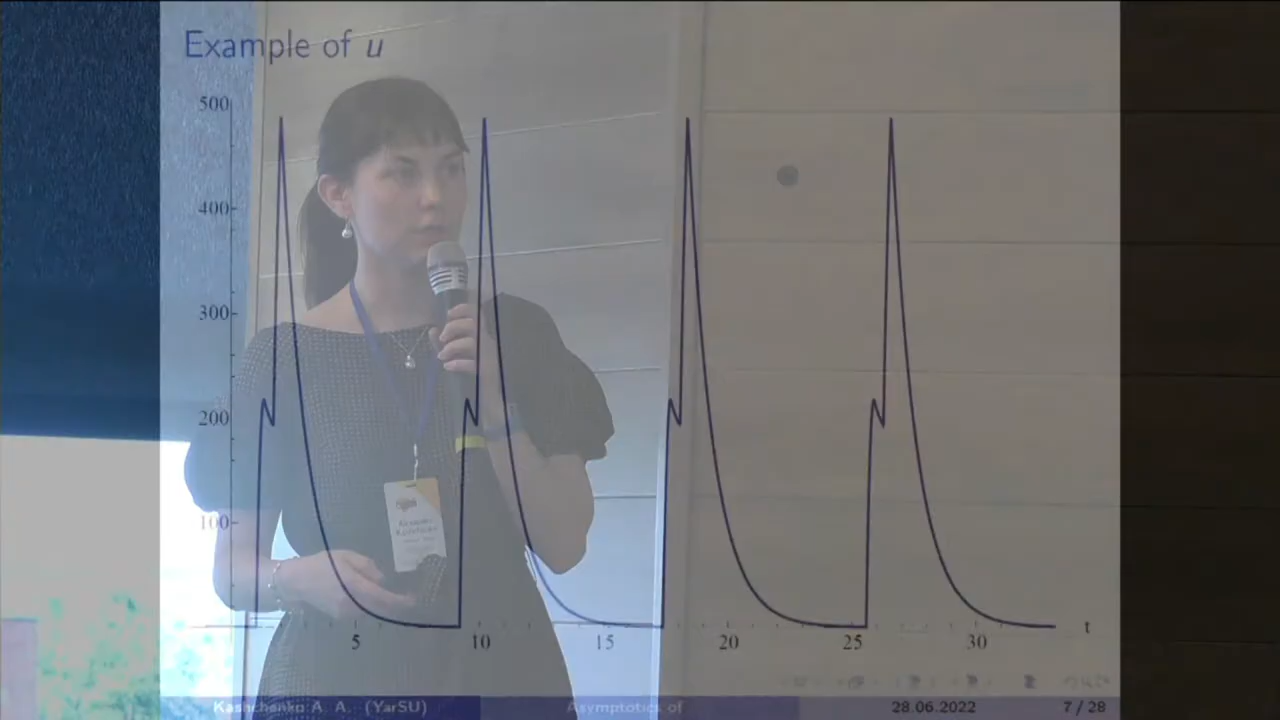 Example of u
500
400
300
200
100
5 10 15 20 25 30 t
Kashchenko A. A. (YarSU) Asymptotics of 28.06.2022 7 / 28